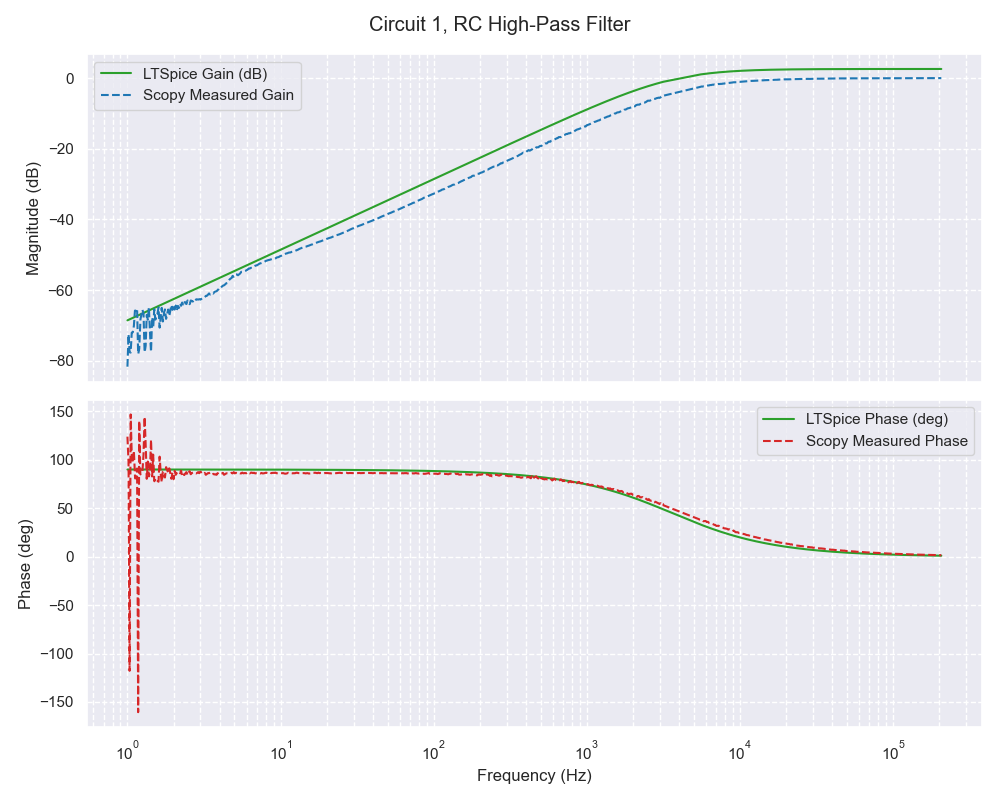 Circuit 1, RC High-Pass Filter
LTSpice Gain (dB)
Scopy Measured Gain
Magnitude (dB)
0
−20
−40
−60
−80
LTSpice Phase (deg)
Scopy Measured Phase
Phase (deg)
150
100
50
0
−50
−100
−150
10⁰ 10¹ 10² 10³ 10⁴ 10⁵
Frequency (Hz)